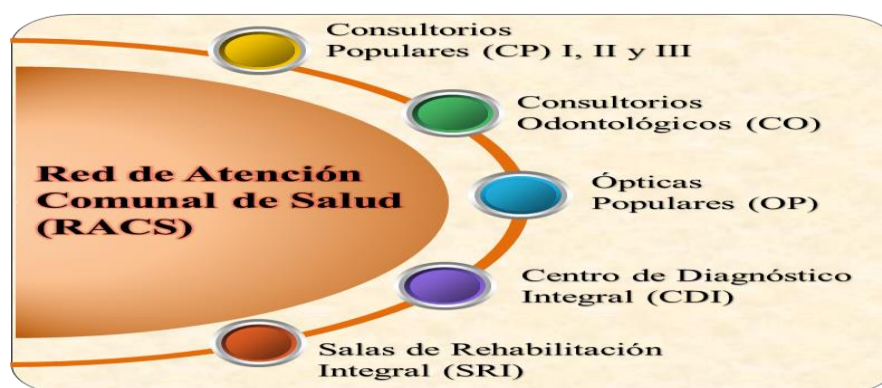 Consultorios
Populares (CP) I, II y III
Consultorios
Odontológicos (CO)
Red de Atención
Comunal de Salud
(RACS)
Ópticas
Populares (OP)
Centro de Diagnóstico
Integral (CDI)
Salas de Rehabilitación
Integral (SRI)